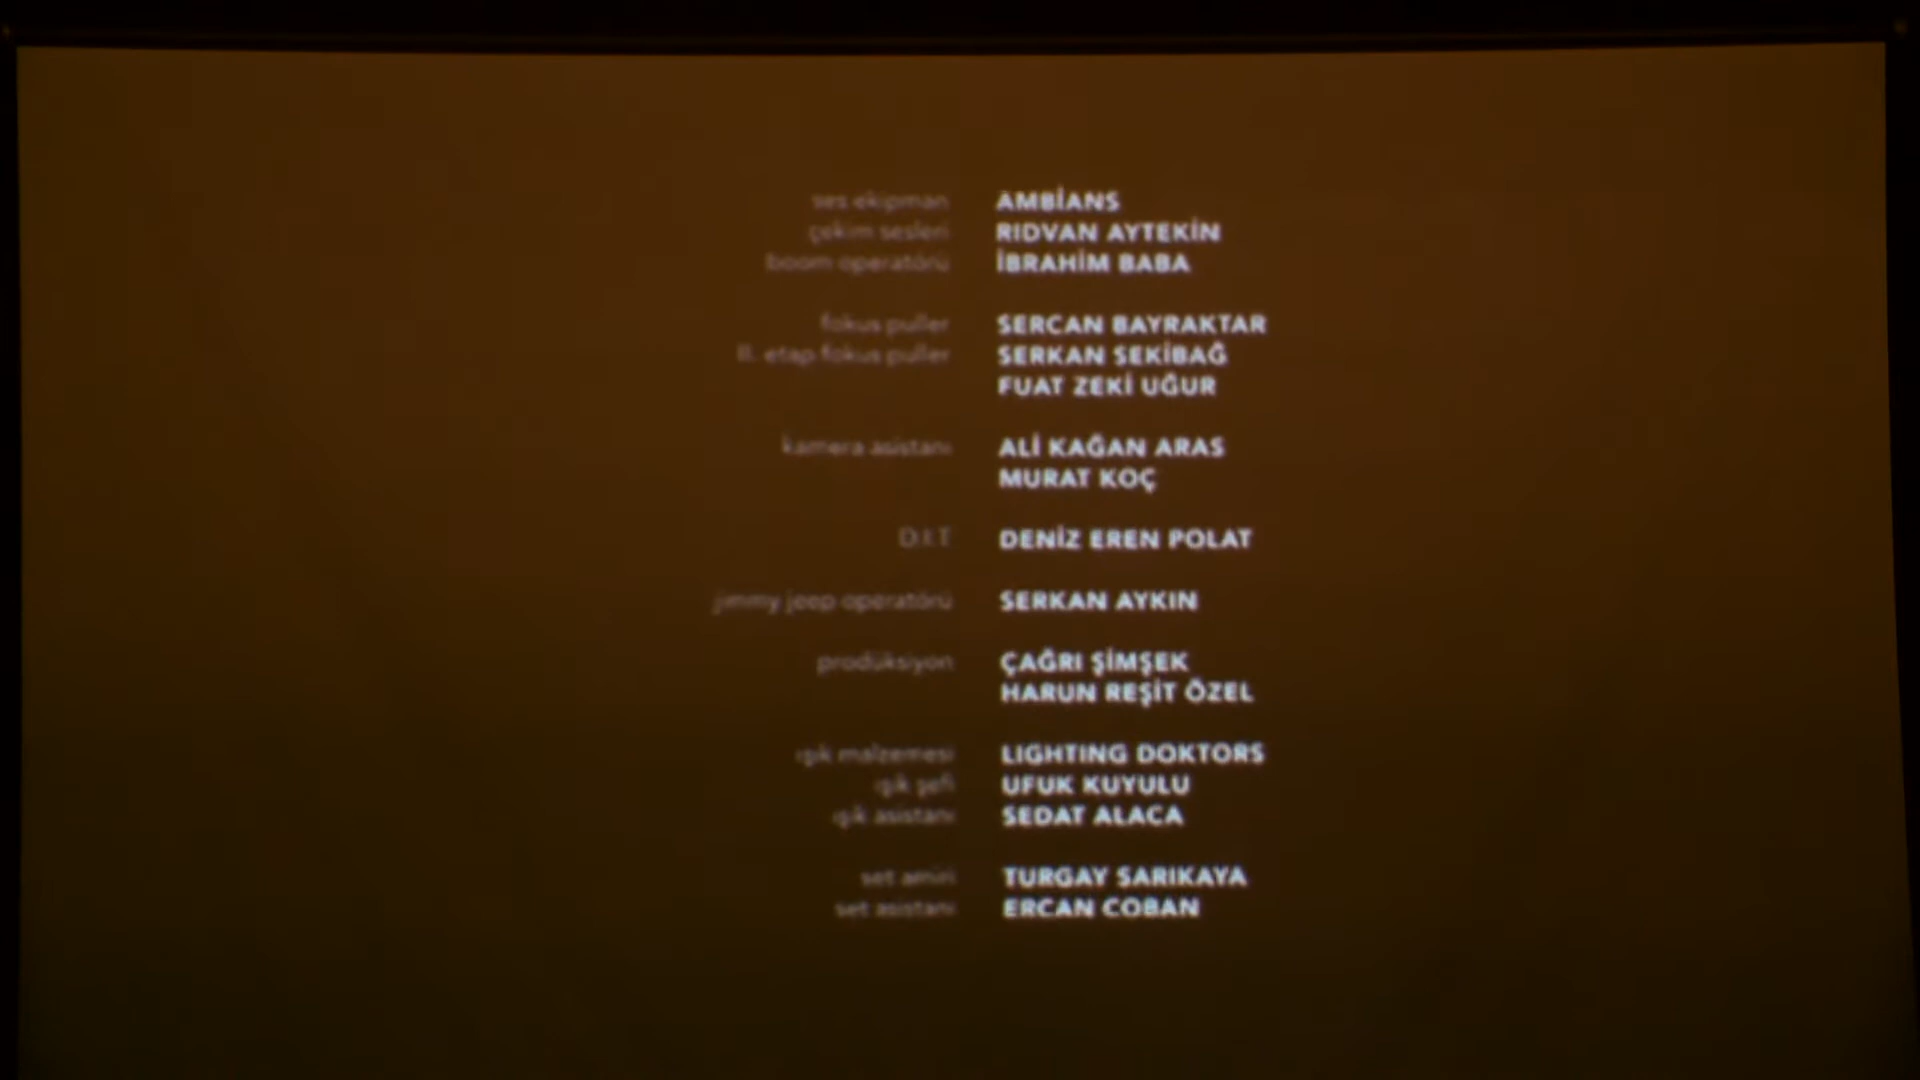 ses ekipman AMBİANS
çekim sesleri RIDVAN AYTEKİN
boom operatörü İBRAHİM BABA
fokus puller SERCAN BAYRAKTAR
II. etap fokus puller SERKAN SEKİBAĞ
FUAT ZEKİ UĞUR
kamera asistanı ALİ KAĞAN ARAS
MURAT KOÇ
D.I.T DENİZ EREN POLAT
jimmy jeep operatörü SERKAN AYKIN
prodüksiyon ÇAĞRI ŞİMŞEK
HARUN REŞİT ÖZEL
ışık malzemesi LIGHTING DOKTORS
ışık şefi UFUK KUYULU
ışık asistanı SEDAT ALACA
set amiri TURGAY SARIKAYA
set asistanı ERCAN COBAN